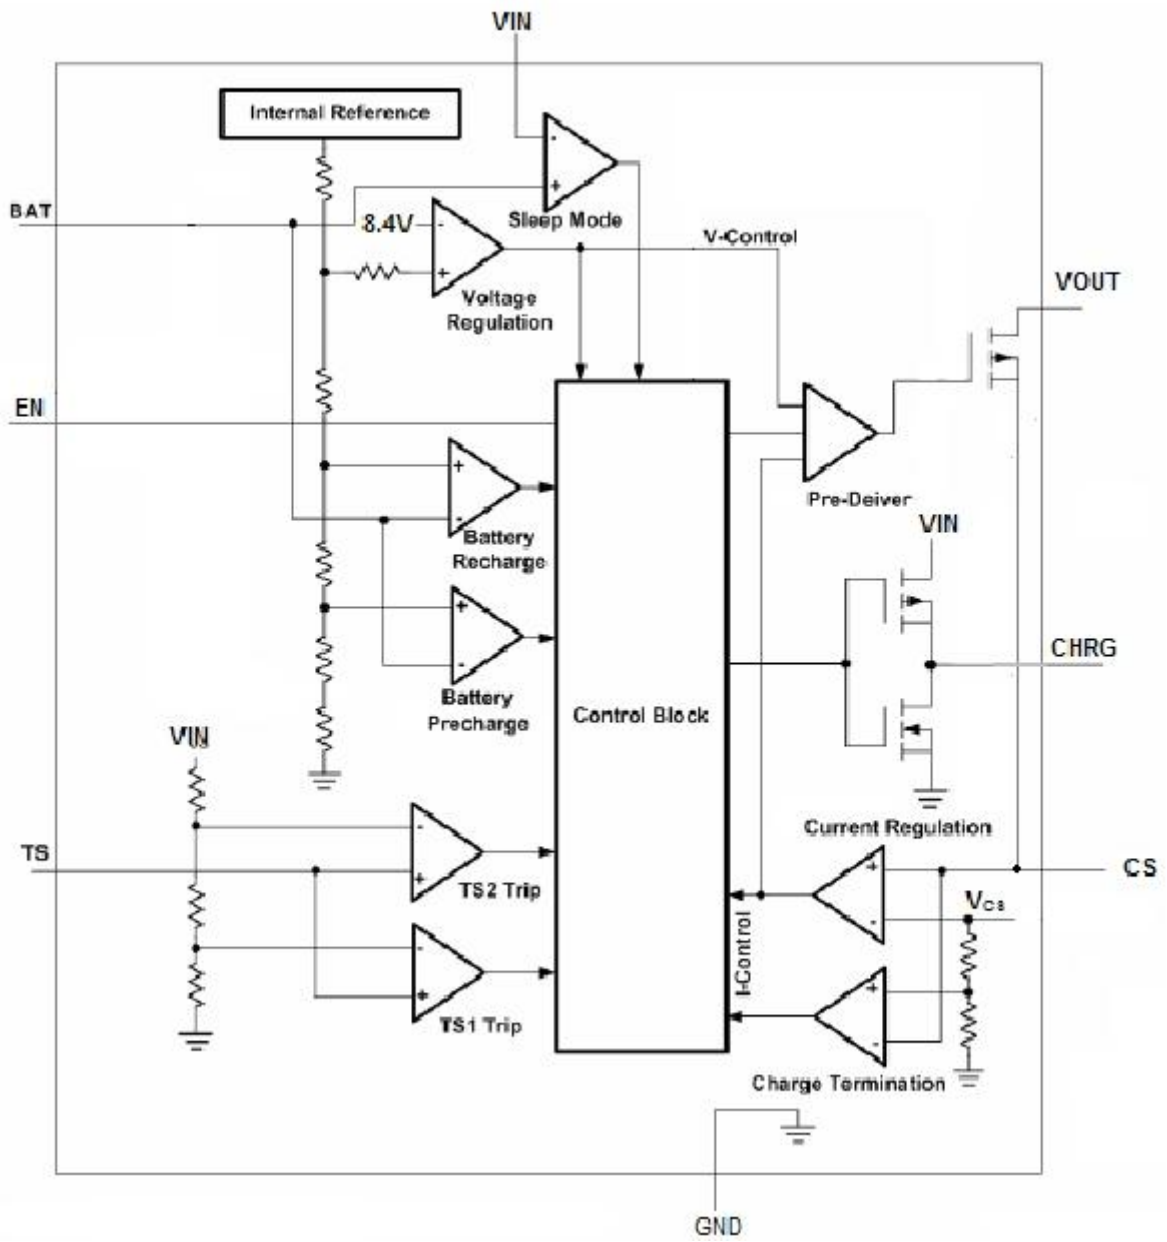 VIN
Internal Reference
-
+
BAT
8.4V
-
Sleep Mode
V-Control
+
Voltage
Regulation
VOUT
EN
+
-
Pre-Deiver
Battery
Recharge
VIN
+
-
CHRG
Battery
Precharge
Control Block
VIN
-
+
Current Regulation
TS
TS2 Trip
+
-
CS
VCS
I-Control
-
+
TS1 Trip
+
-
Charge Termination
GND